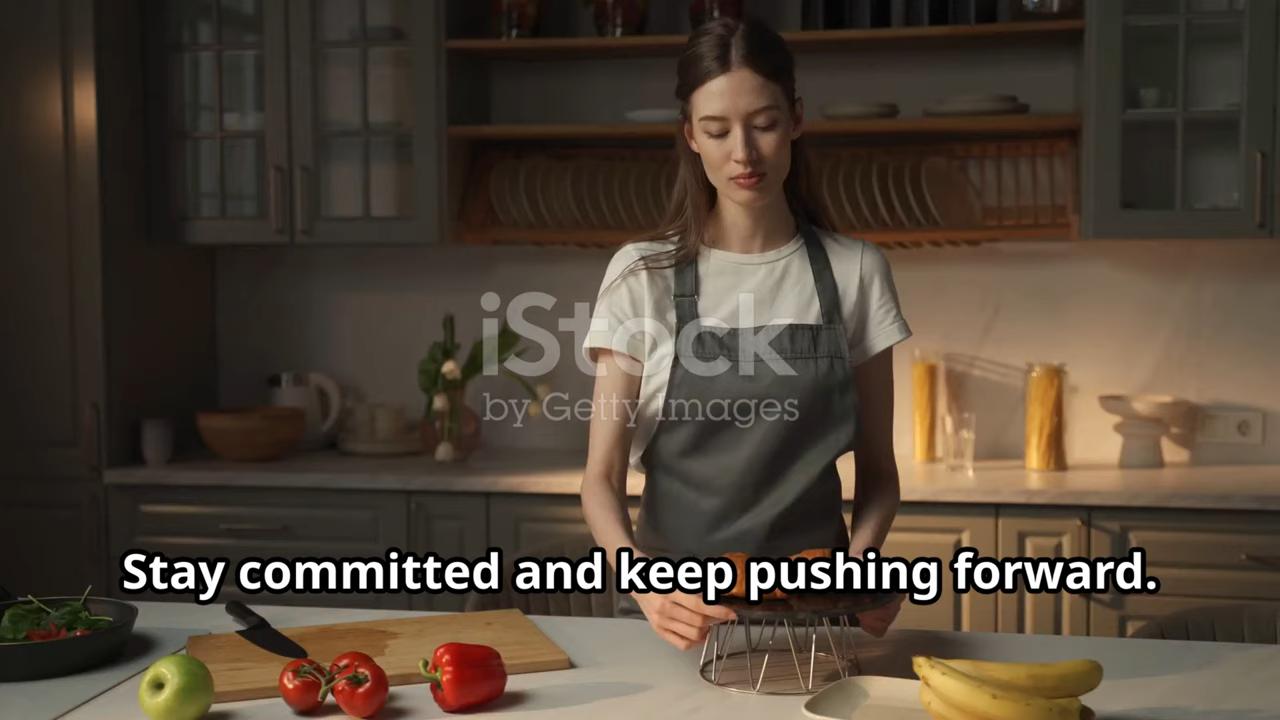 iStock
by Getty Images
Stay committed and keep pushing forward.